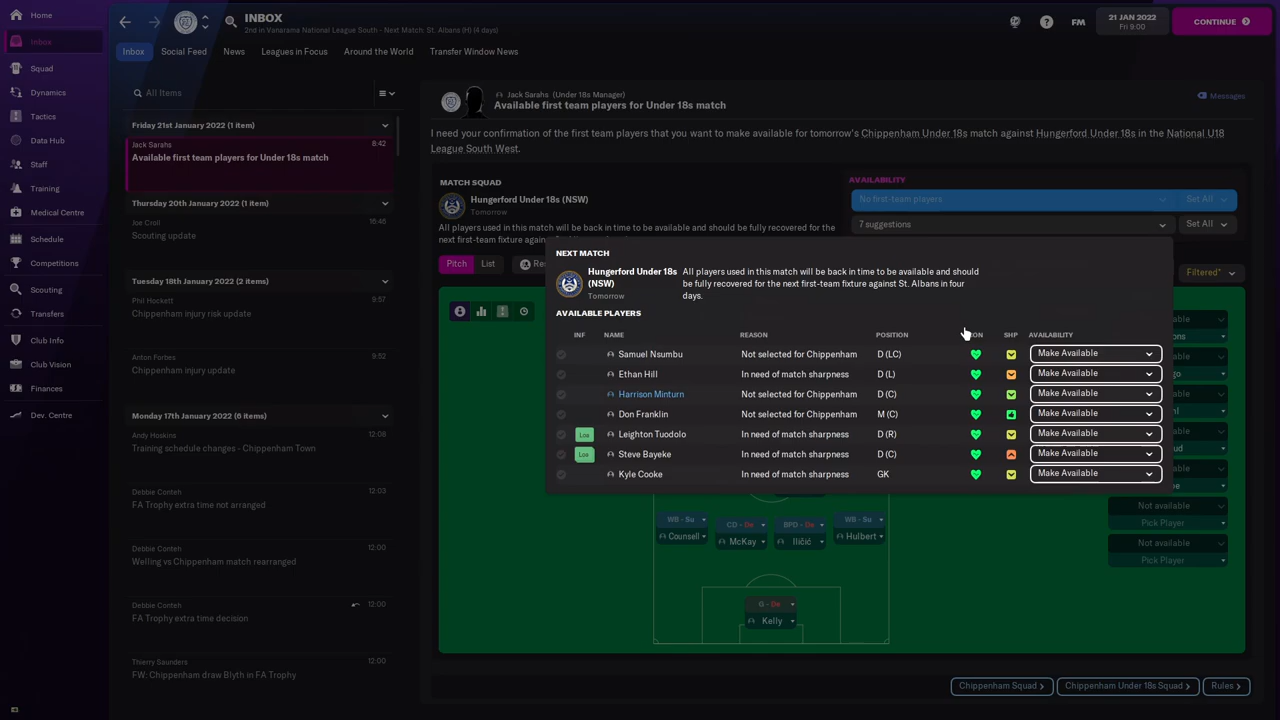 Home
Inbox
Squad
Dynamics
Tactics
Data Hub
Staff
Training
Medical Centre
Schedule
Competitions
Scouting
Transfers
Club Info
Club Vision
Finances
Dev. Centre
INBOX
2nd in Vanarama National League South - Next Match: St. Albans (H) (4 days)
FM
21 JAN 2022
Fri 9:00
CONTINUE
Inbox
Social Feed
News
Leagues in Focus
Around the World
Transfer Window News
All Items
Friday 21st January 2022 (1 item)
Jack Sarahs
8:42
Available first team players for Under 18s match
Thursday 20th January 2022 (1 item)
Joe Croll
16:46
Scouting update
Tuesday 18th January 2022 (2 items)
Phil Hockett
9:57
Chippenham injury risk update
Anton Forbes
9:52
Chippenham injury update
Monday 17th January 2022 (6 items)
Andy Hoskins
12:08
Training schedule changes - Chippenham Town
Debbie Conteh
12:03
FA Trophy extra time not arranged
Debbie Conteh
12:00
Welling vs Chippenham match rearranged
Debbie Conteh
12:00
FA Trophy extra time decision
Thierry Saunders
12:00
FW: Chippenham draw Blyth in FA Trophy
Jack Sarahs (Under 18s Manager)
Available first team players for Under 18s match
Messages
I need your confirmation of the first team players that you want to make available for tomorrow's Chippenham Under 18s match against Hungerford Under 18s in the National U18
League South West.
MATCH SQUAD
Hungerford Under 18s (NSW)
Tomorrow
All players used in this match will be back in time to be available and should be fully recovered for the
next first-team fixture against
AVAILABILITY
No first-team players
Set All
7 suggestions
Set All
Pitch
List
Filtered*
NEXT MATCH
Hungerford Under 18s
(NSW)
Tomorrow
All players used in this match will be back in time to be available and should
be fully recovered for the next first-team fixture against St. Albans in four
days.
AVAILABLE PLAYERS
INF NAME REASON POSITION SHP AVAILABILITY
Samuel Nsumbu Not selected for Chippenham D (LC) Make Available
Ethan Hill In need of match sharpness D (L) Make Available
Harrison Minturn Not selected for Chippenham D (C) Make Available
Don Franklin Not selected for Chippenham M (C) Make Available
Loa Leighton Tuodolo In need of match sharpness D (R) Make Available
Loa Steve Bayeke In need of match sharpness D (C) Make Available
Kyle Cooke In need of match sharpness GK Make Available
WB - Su
Counsell
CD - De
McKay
BPD - De
Iličić
WB - Su
Hulbert
G - De
Kelly
Not available
Pick Player
Not available
Pick Player
Chippenham Squad
Chippenham Under 18s Squad
Rules